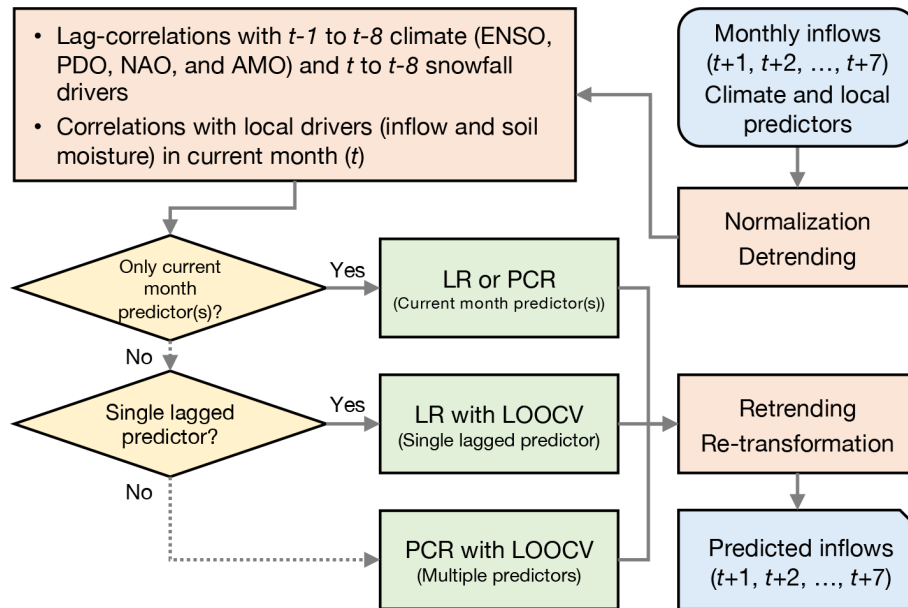 • Lag-correlations with t-1 to t-8 climate (ENSO,
PDO, NAO, and AMO) and t to t-8 snowfall
drivers
• Correlations with local drivers (inflow and soil
moisture) in current month (t)
Monthly inflows
(t+1, t+2, ..., t+7)
Climate and local
predictors
Normalization
Detrending
Only current
month
predictor(s)?
Yes
LR or PCR
(Current month predictor(s))
No
Single lagged
predictor?
Yes
LR with LOOCV
(Single lagged predictor)
Retrending
Re-transformation
No
PCR with LOOCV
(Multiple predictors)
Predicted inflows
(t+1, t+2, ..., t+7)